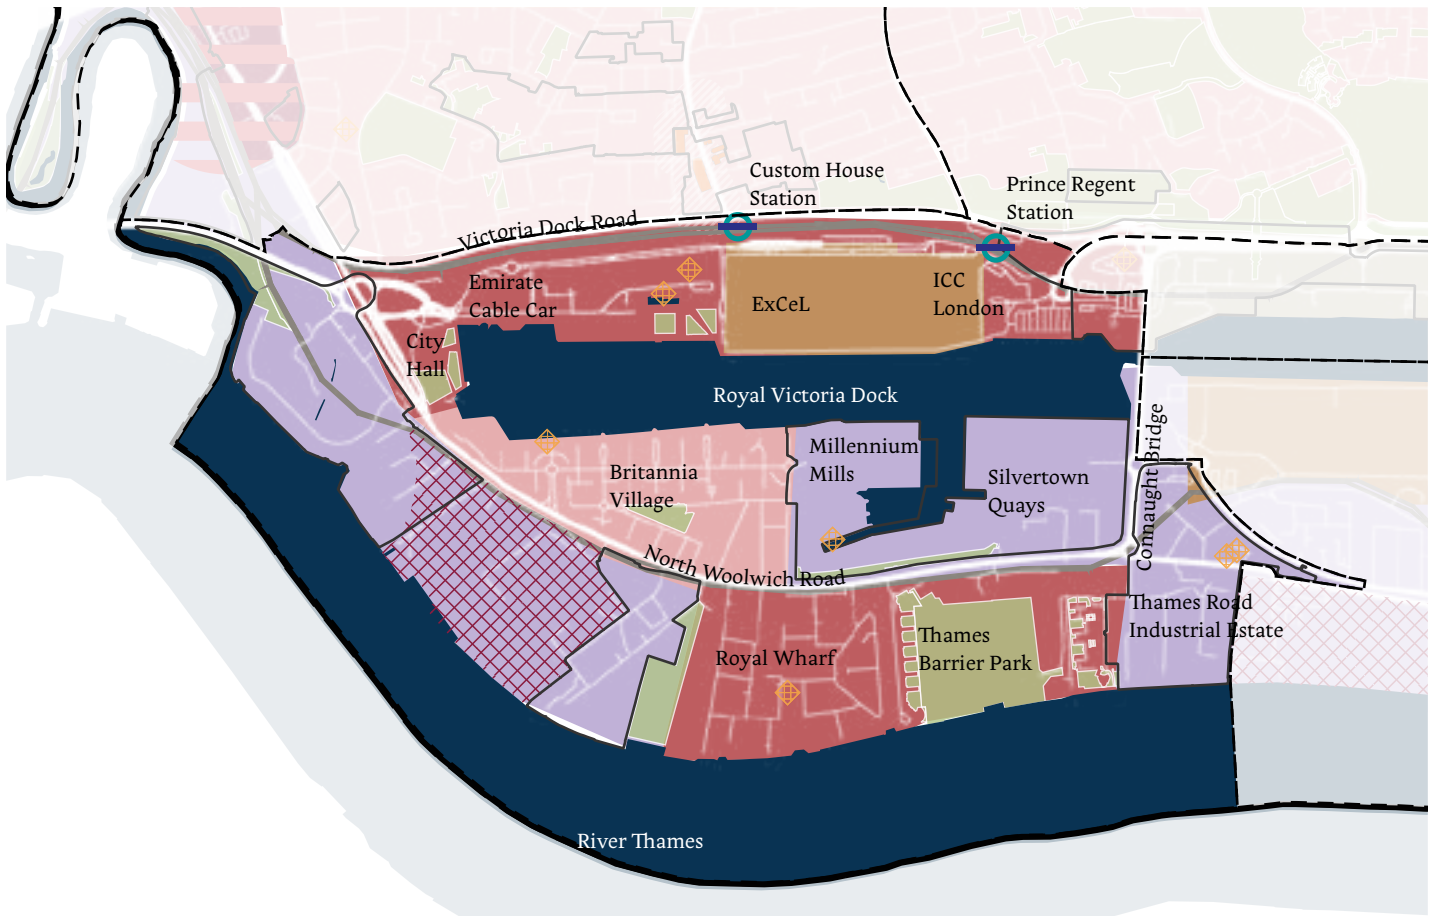 Custom House
Station
Prince Regent
Station
Victoria Dock Road
Emirate
Cable Car
ExCeL
ICC
London
City
Hall
Royal Victoria Dock
Connaught Bridge
Millennium
Mills
Britannia
Village
Silvertown
Quays
North Woolwich Road
Thames Road
Industrial Estate
Thames
Barrier Park
Royal Wharf
River Thames